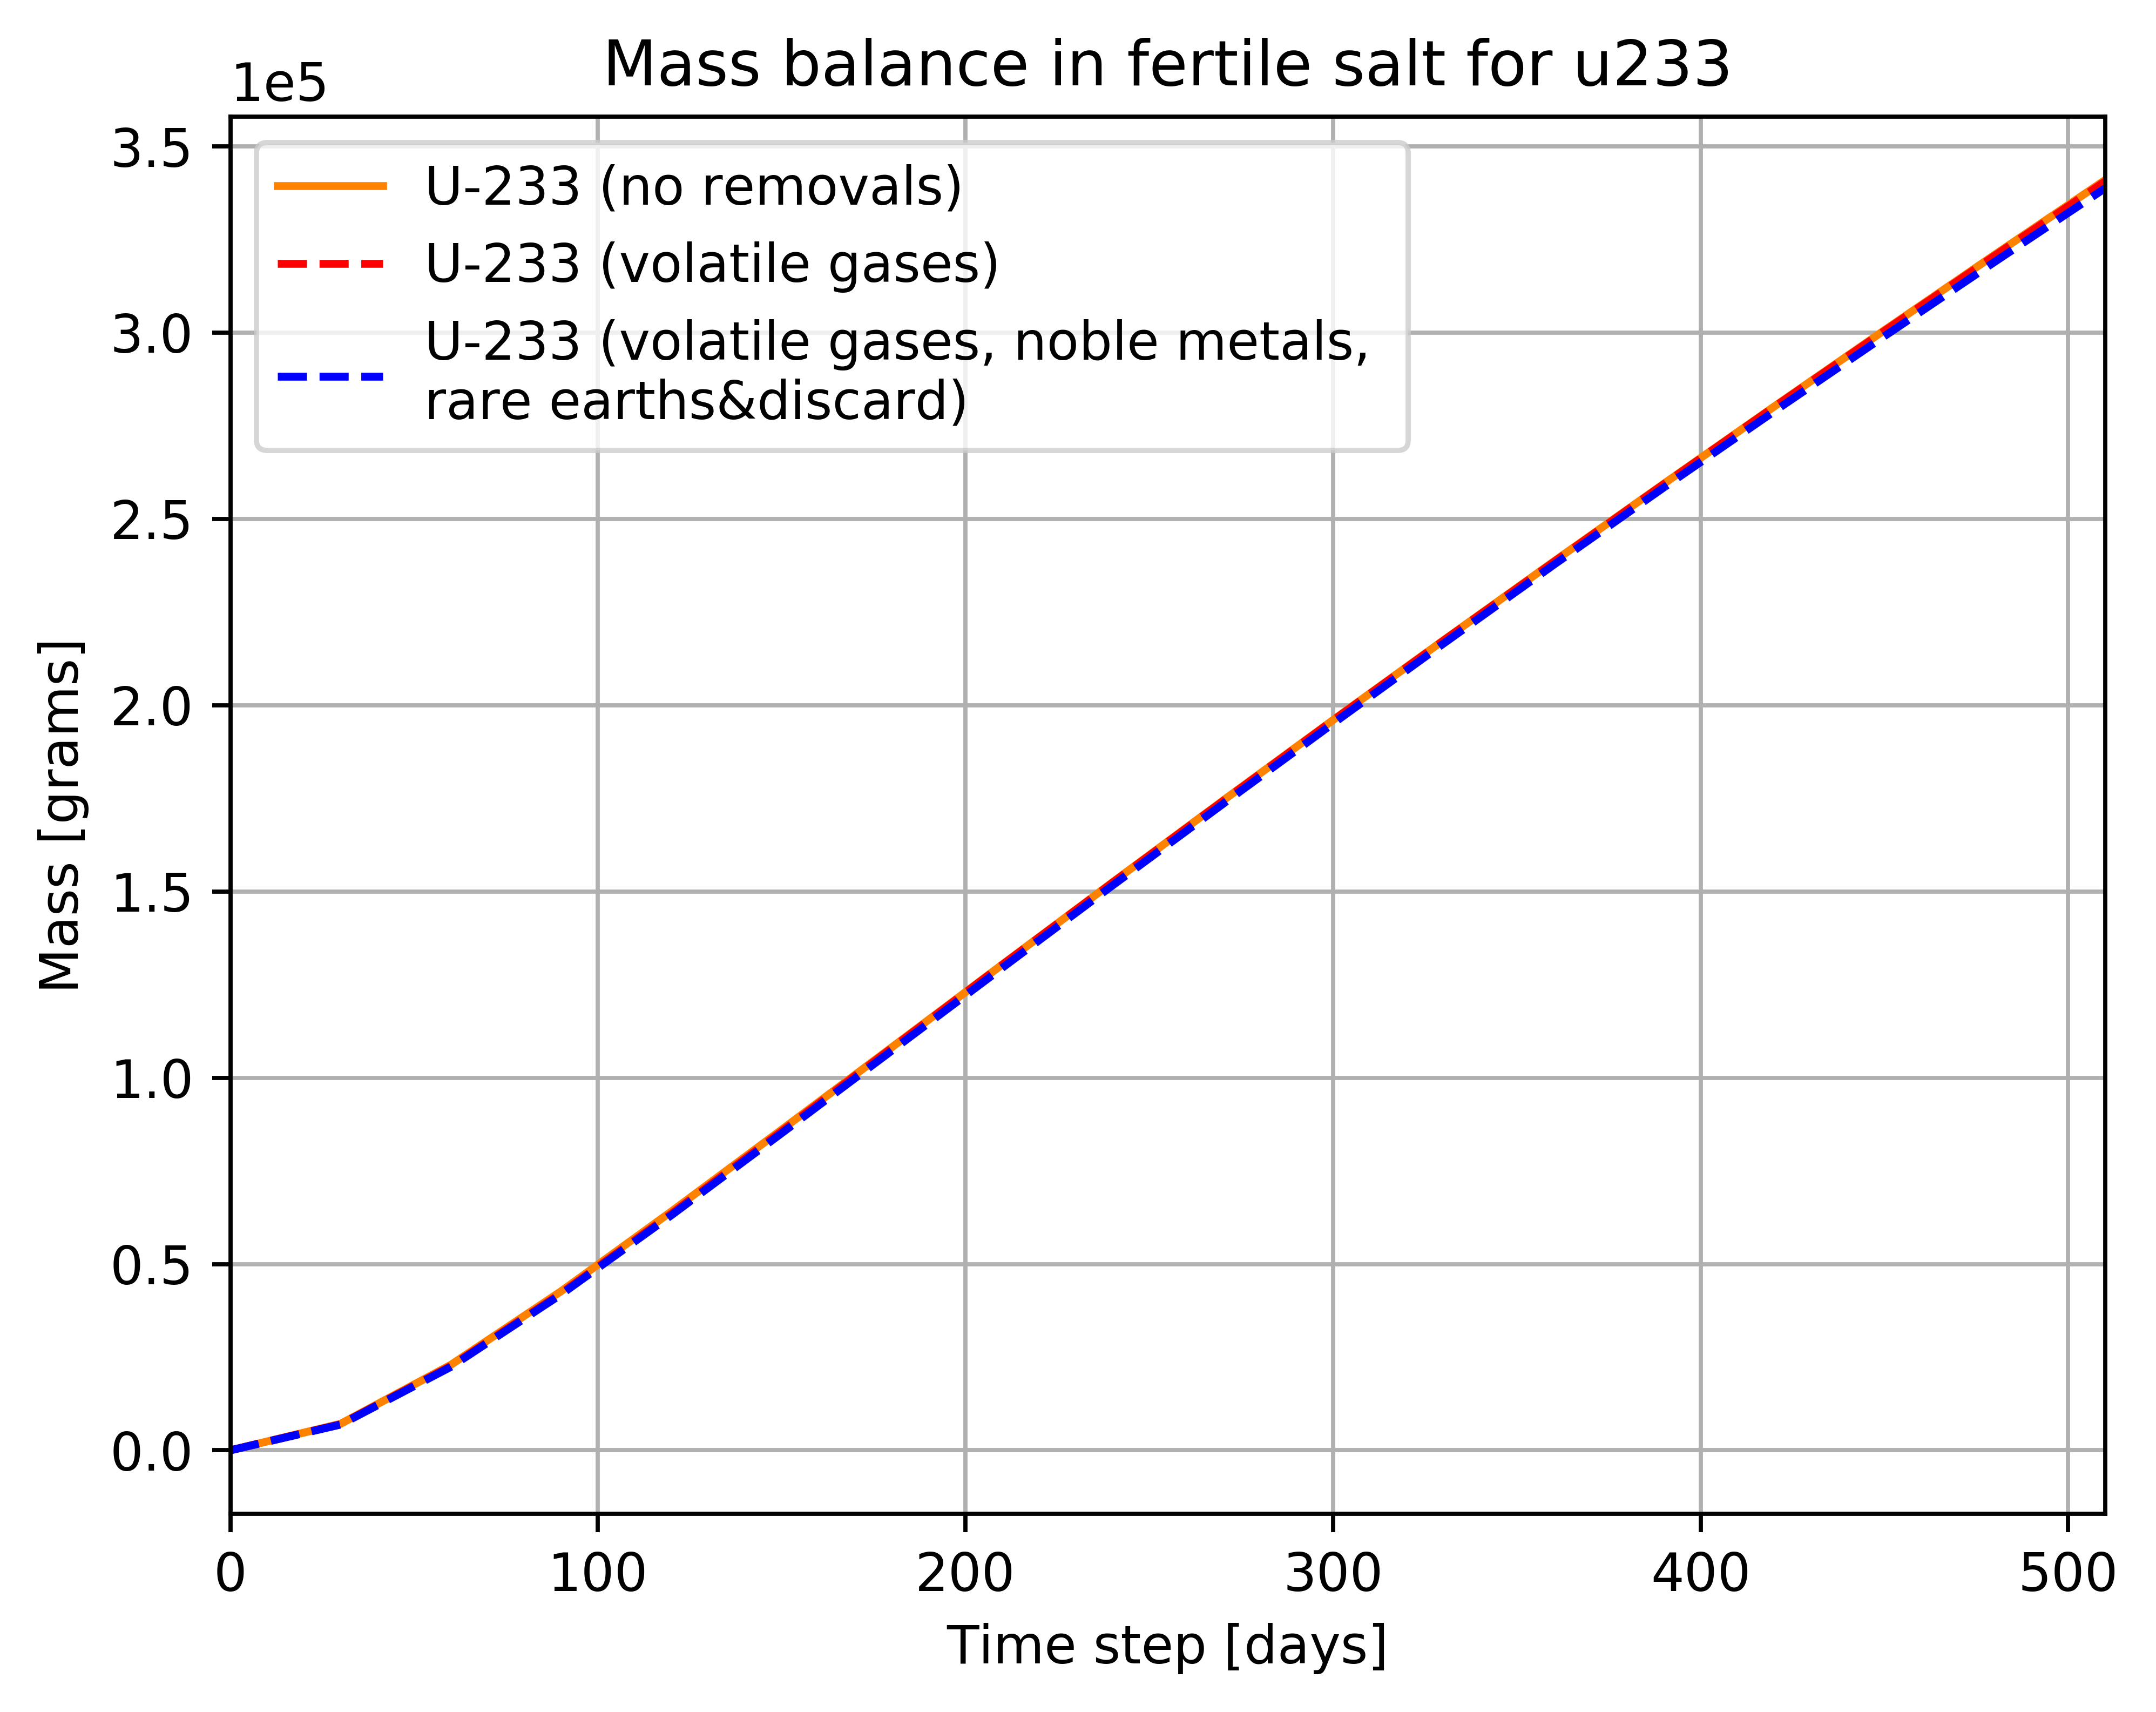 Mass balance in fertile salt for u233
1e5
3.5
3.0
2.5
2.0
1.5
1.0
0.5
0.0
Mass [grams]
U-233 (no removals)
U-233 (volatile gases)
U-233 (volatile gases, noble metals,
rare earths&discard)
0 100 200 300 400 500
Time step [days]